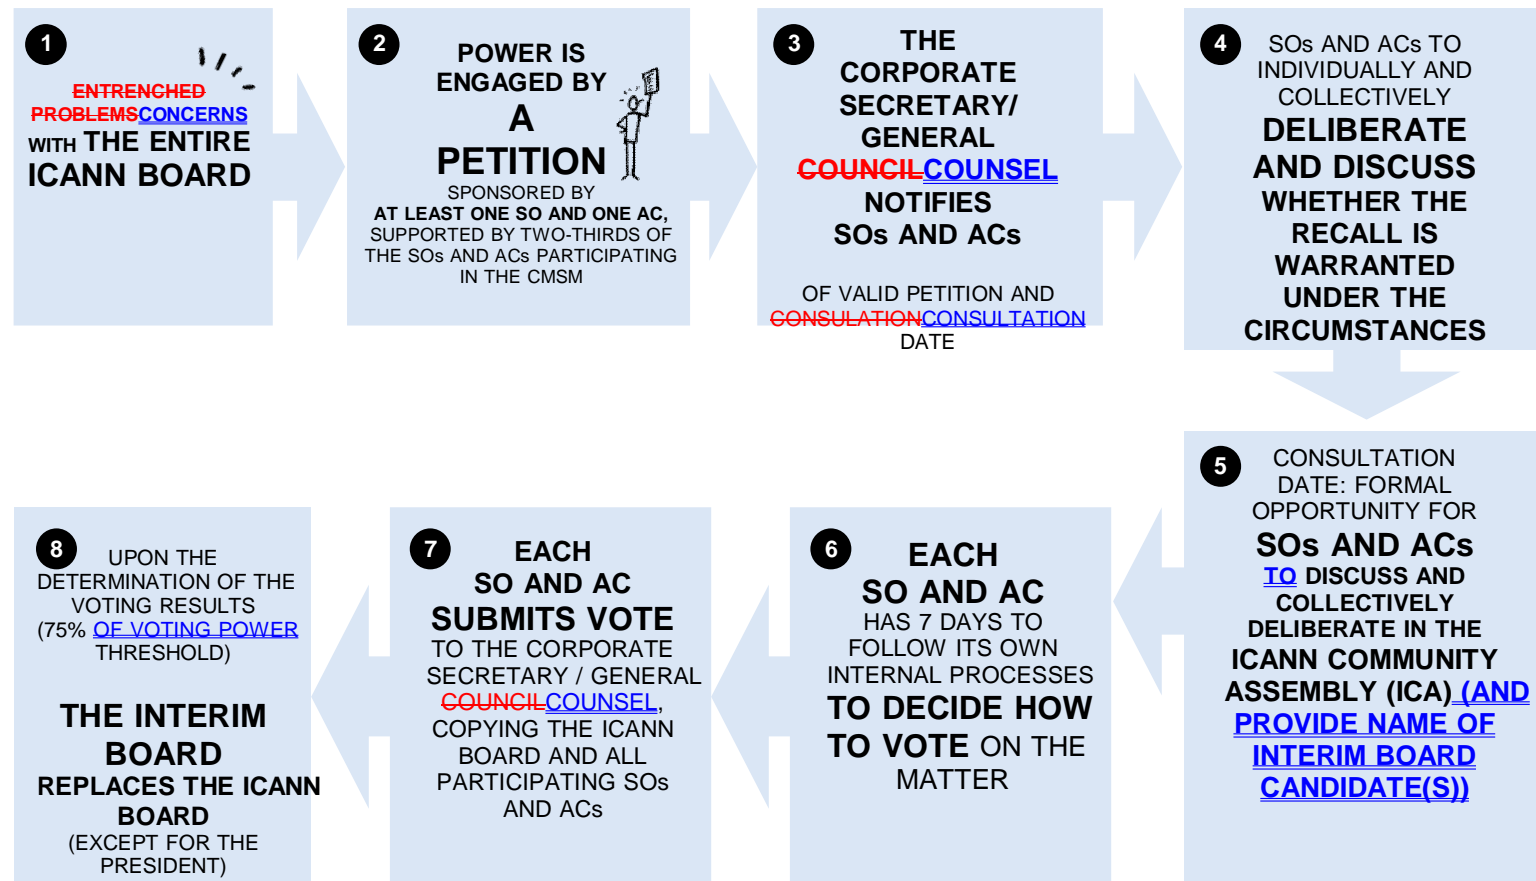 1
ENTRENCHED
PROBLEMSCONCERNS
WITH THE ENTIRE
ICANN BOARD
2
POWER IS
ENGAGED BY
A
PETITION
SPONSORED BY
AT LEAST ONE SO AND ONE AC,
SUPPORTED BY TWO-THIRDS OF
THE SOs AND ACs PARTICIPATING
IN THE CMSM
3
THE
CORPORATE
SECRETARY/
GENERAL
COUNCILCOUNSEL
NOTIFIES
SOs AND ACs
OF VALID PETITION AND
CONSULATIONCONSULTATION
DATE
4
SOs AND ACs TO
INDIVIDUALLY AND
COLLECTIVELY
DELIBERATE
AND DISCUSS
WHETHER THE
RECALL IS
WARRANTED
UNDER THE
CIRCUMSTANCES
5
CONSULTATION
DATE: FORMAL
OPPORTUNITY FOR
SOs AND ACs
TO DISCUSS AND
COLLECTIVELY
DELIBERATE IN THE
ICANN COMMUNITY
ASSEMBLY (ICA) (AND
PROVIDE NAME OF
INTERIM BOARD
CANDIDATE(S))
6
EACH
SO AND AC
HAS 7 DAYS TO
FOLLOW ITS OWN
INTERNAL PROCESSES
TO DECIDE HOW
TO VOTE ON THE
MATTER
7
EACH
SO AND AC
SUBMITS VOTE
TO THE CORPORATE
SECRETARY / GENERAL
COUNCILCOUNSEL,
COPYING THE ICANN
BOARD AND ALL
PARTICIPATING SOs
AND ACs
8
UPON THE
DETERMINATION OF THE
VOTING RESULTS
(75% OF VOTING POWER
THRESHOLD)
THE INTERIM
BOARD
REPLACES THE ICANN
BOARD
(EXCEPT FOR THE
PRESIDENT)